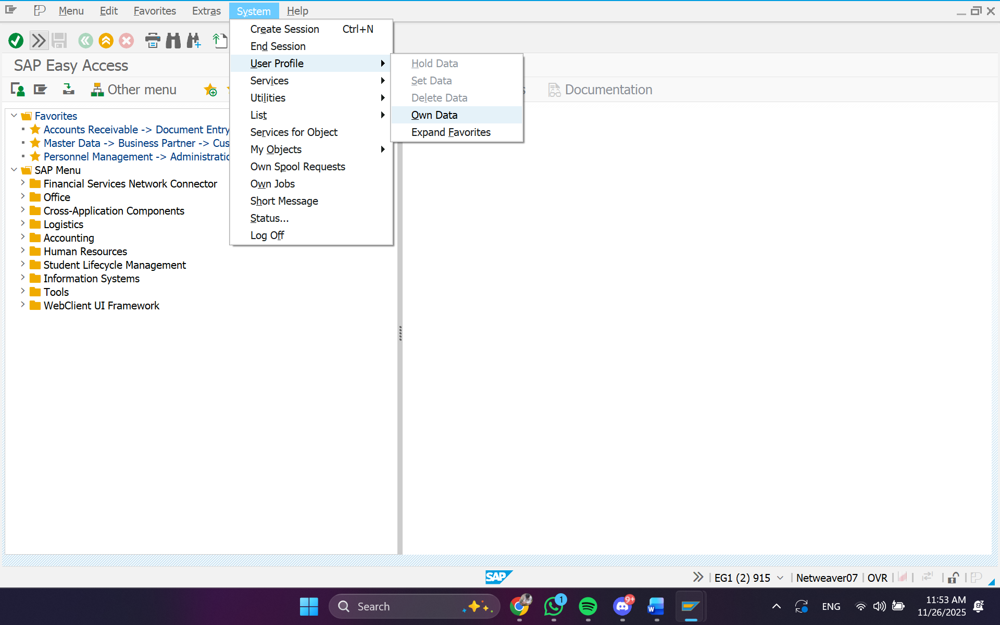 Menu Edit Favorites Extras System Help
Create Session Ctrl+N
End Session
User Profile
Services
Utilities
List
Services for Object
My Objects
Own Spool Requests
Own Jobs
Short Message
Status...
Log Off
Hold Data
Set Data
Delete Data
Own Data
Expand Favorites
SAP Easy Access
Other menu
Documentation
Favorites
Accounts Receivable -> Document Entry
Master Data -> Business Partner -> Cus
Personnel Management -> Administratio
SAP Menu
Financial Services Network Connector
Office
Cross-Application Components
Logistics
Accounting
Human Resources
Student Lifecycle Management
Information Systems
Tools
WebClient UI Framework
SAP
EG1 (2) 915 Netweaver07 OVR
Search
1
9+
W
ENG
11:53 AM
11/26/2025